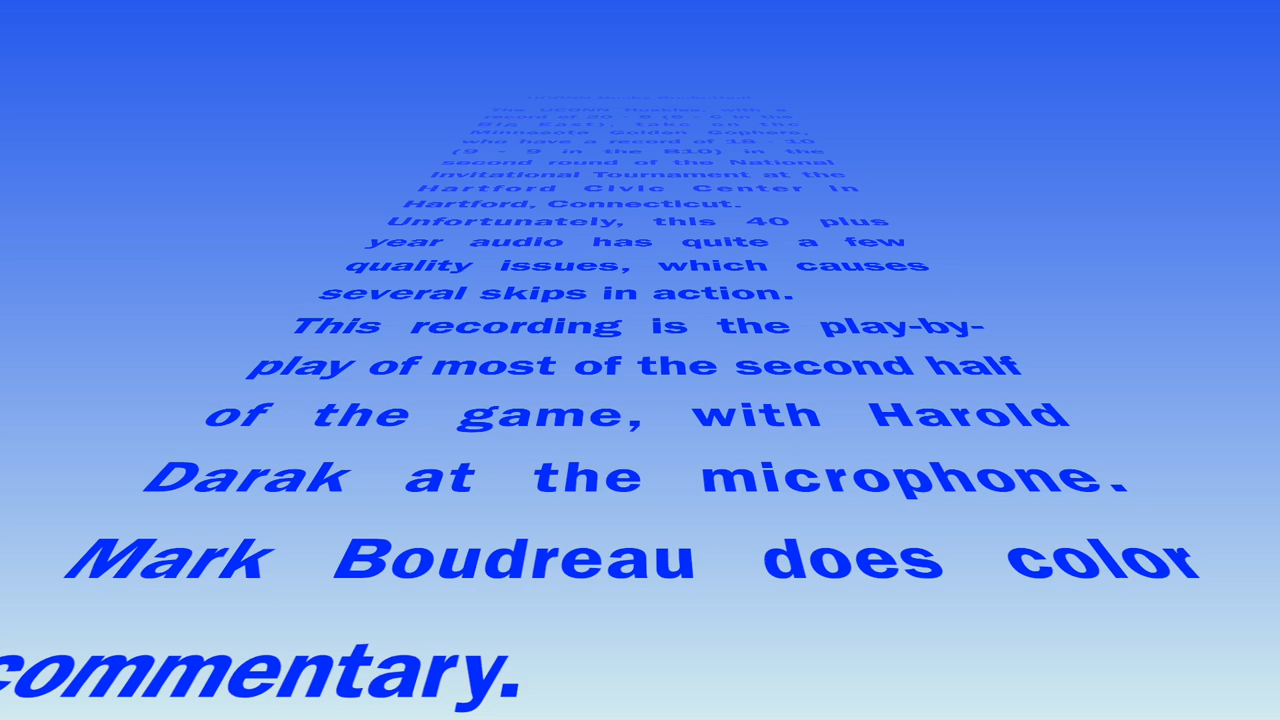 The UCONN Huskies, with a
record of 20 - 9 (6 - 6 in the
Big East), take on the
Minnesota Golden Gophers,
who have a record of 18 - 10
(9 - 9 in the B10) in the
second round of the National
Invitational Tournament at the
Hartford Civic Center in
Hartford, Connecticut.
Unfortunately, this 40 plus
year audio has quite a few
quality issues, which causes
several skips in action.
This recording is the play-by-
play of most of the second half
of the game, with Harold
Darak at the microphone.
Mark Boudreau does color
commentary.